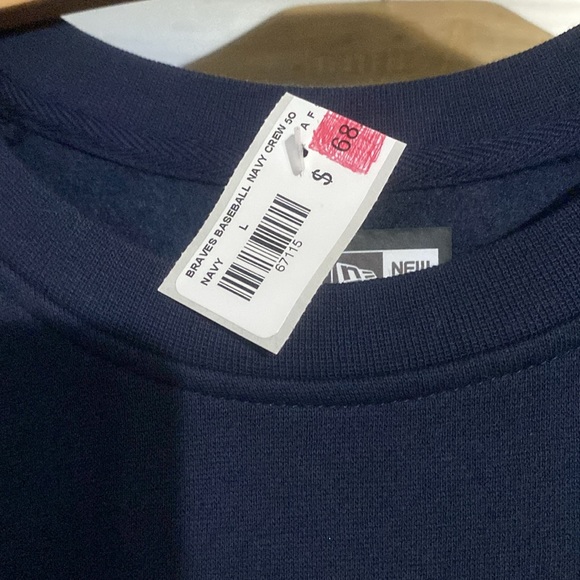 BRAVES BASEBALL NAVY CREW 50
A F
NAVY
L
67115
$ 68
NEW